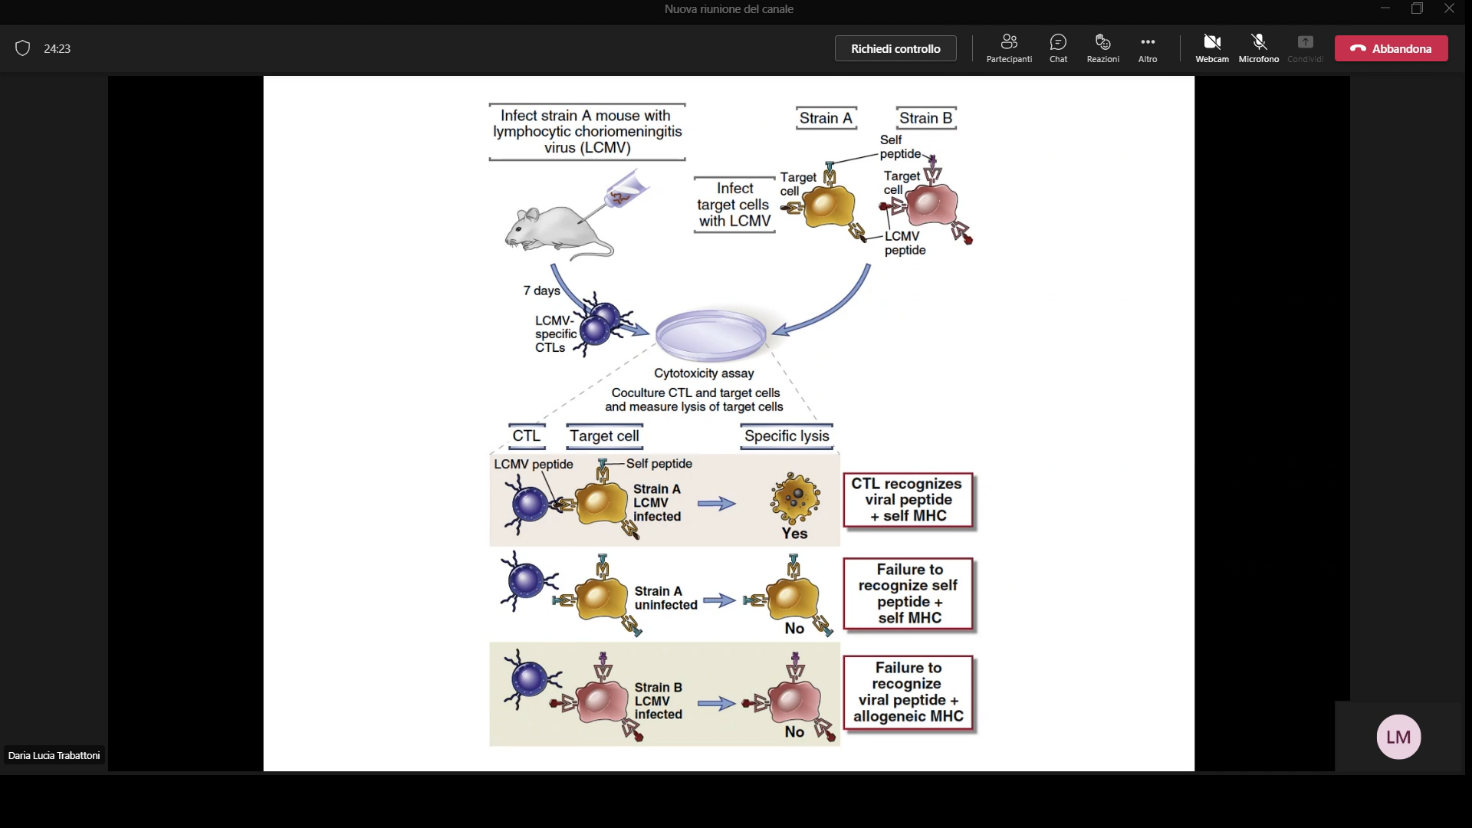 Nuova riunione del canale
24:23
Richiedi controllo
Partecipanti
Chat
Reazioni
Altro
Webcam
Microfono
Condividi
Abbandona
Infect strain A mouse with
lymphocytic choriomeningitis
virus (LCMV)
Strain A
Strain B
Self
peptide
Infect
target cells
with LCMV
Target
cell
Target
cell
LCMV
peptide
7 days
LCMV-
specific
CTLs
Cytotoxicity assay
Coculture CTL and target cells
and measure lysis of target cells
CTL
Target cell
Specific lysis
LCMV peptide
Self peptide
Strain A
LCMV
infected
Yes
CTL recognizes
viral peptide
+ self MHC
Strain A
uninfected
No
Failure to
recognize self
peptide +
self MHC
Strain B
LCMV
infected
No
Failure to
recognize
viral peptide +
allogeneic MHC
Daria Lucia Trabattoni
LM